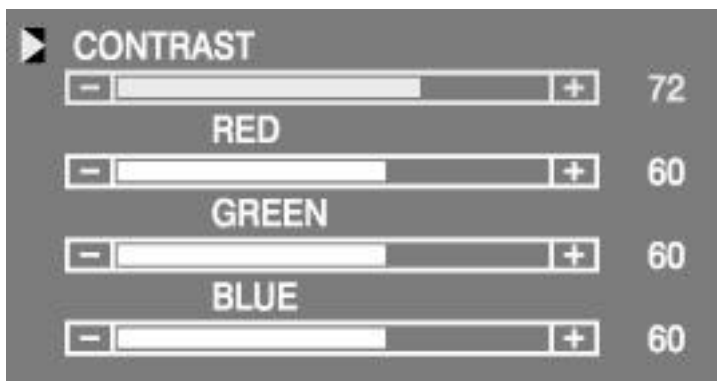 CONTRAST
− + 72
RED
− + 60
GREEN
− + 60
BLUE
− + 60